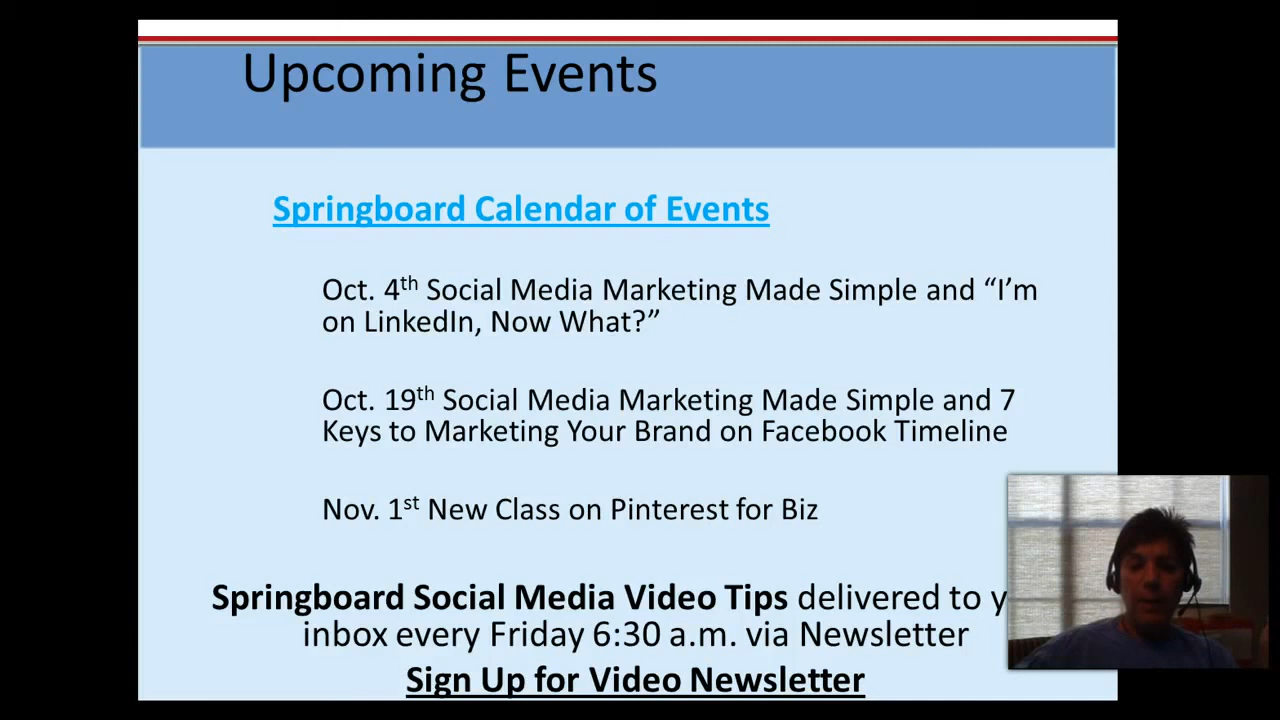 Upcoming Events
Springboard Calendar of Events
Oct. 4th Social Media Marketing Made Simple and “I’m
on LinkedIn, Now What?”
Oct. 19th Social Media Marketing Made Simple and 7
Keys to Marketing Your Brand on Facebook Timeline
Nov. 1st New Class on Pinterest for Biz
Springboard Social Media Video Tips delivered to
inbox every Friday 6:30 a.m. via Newsletter
Sign Up for Video Newsletter